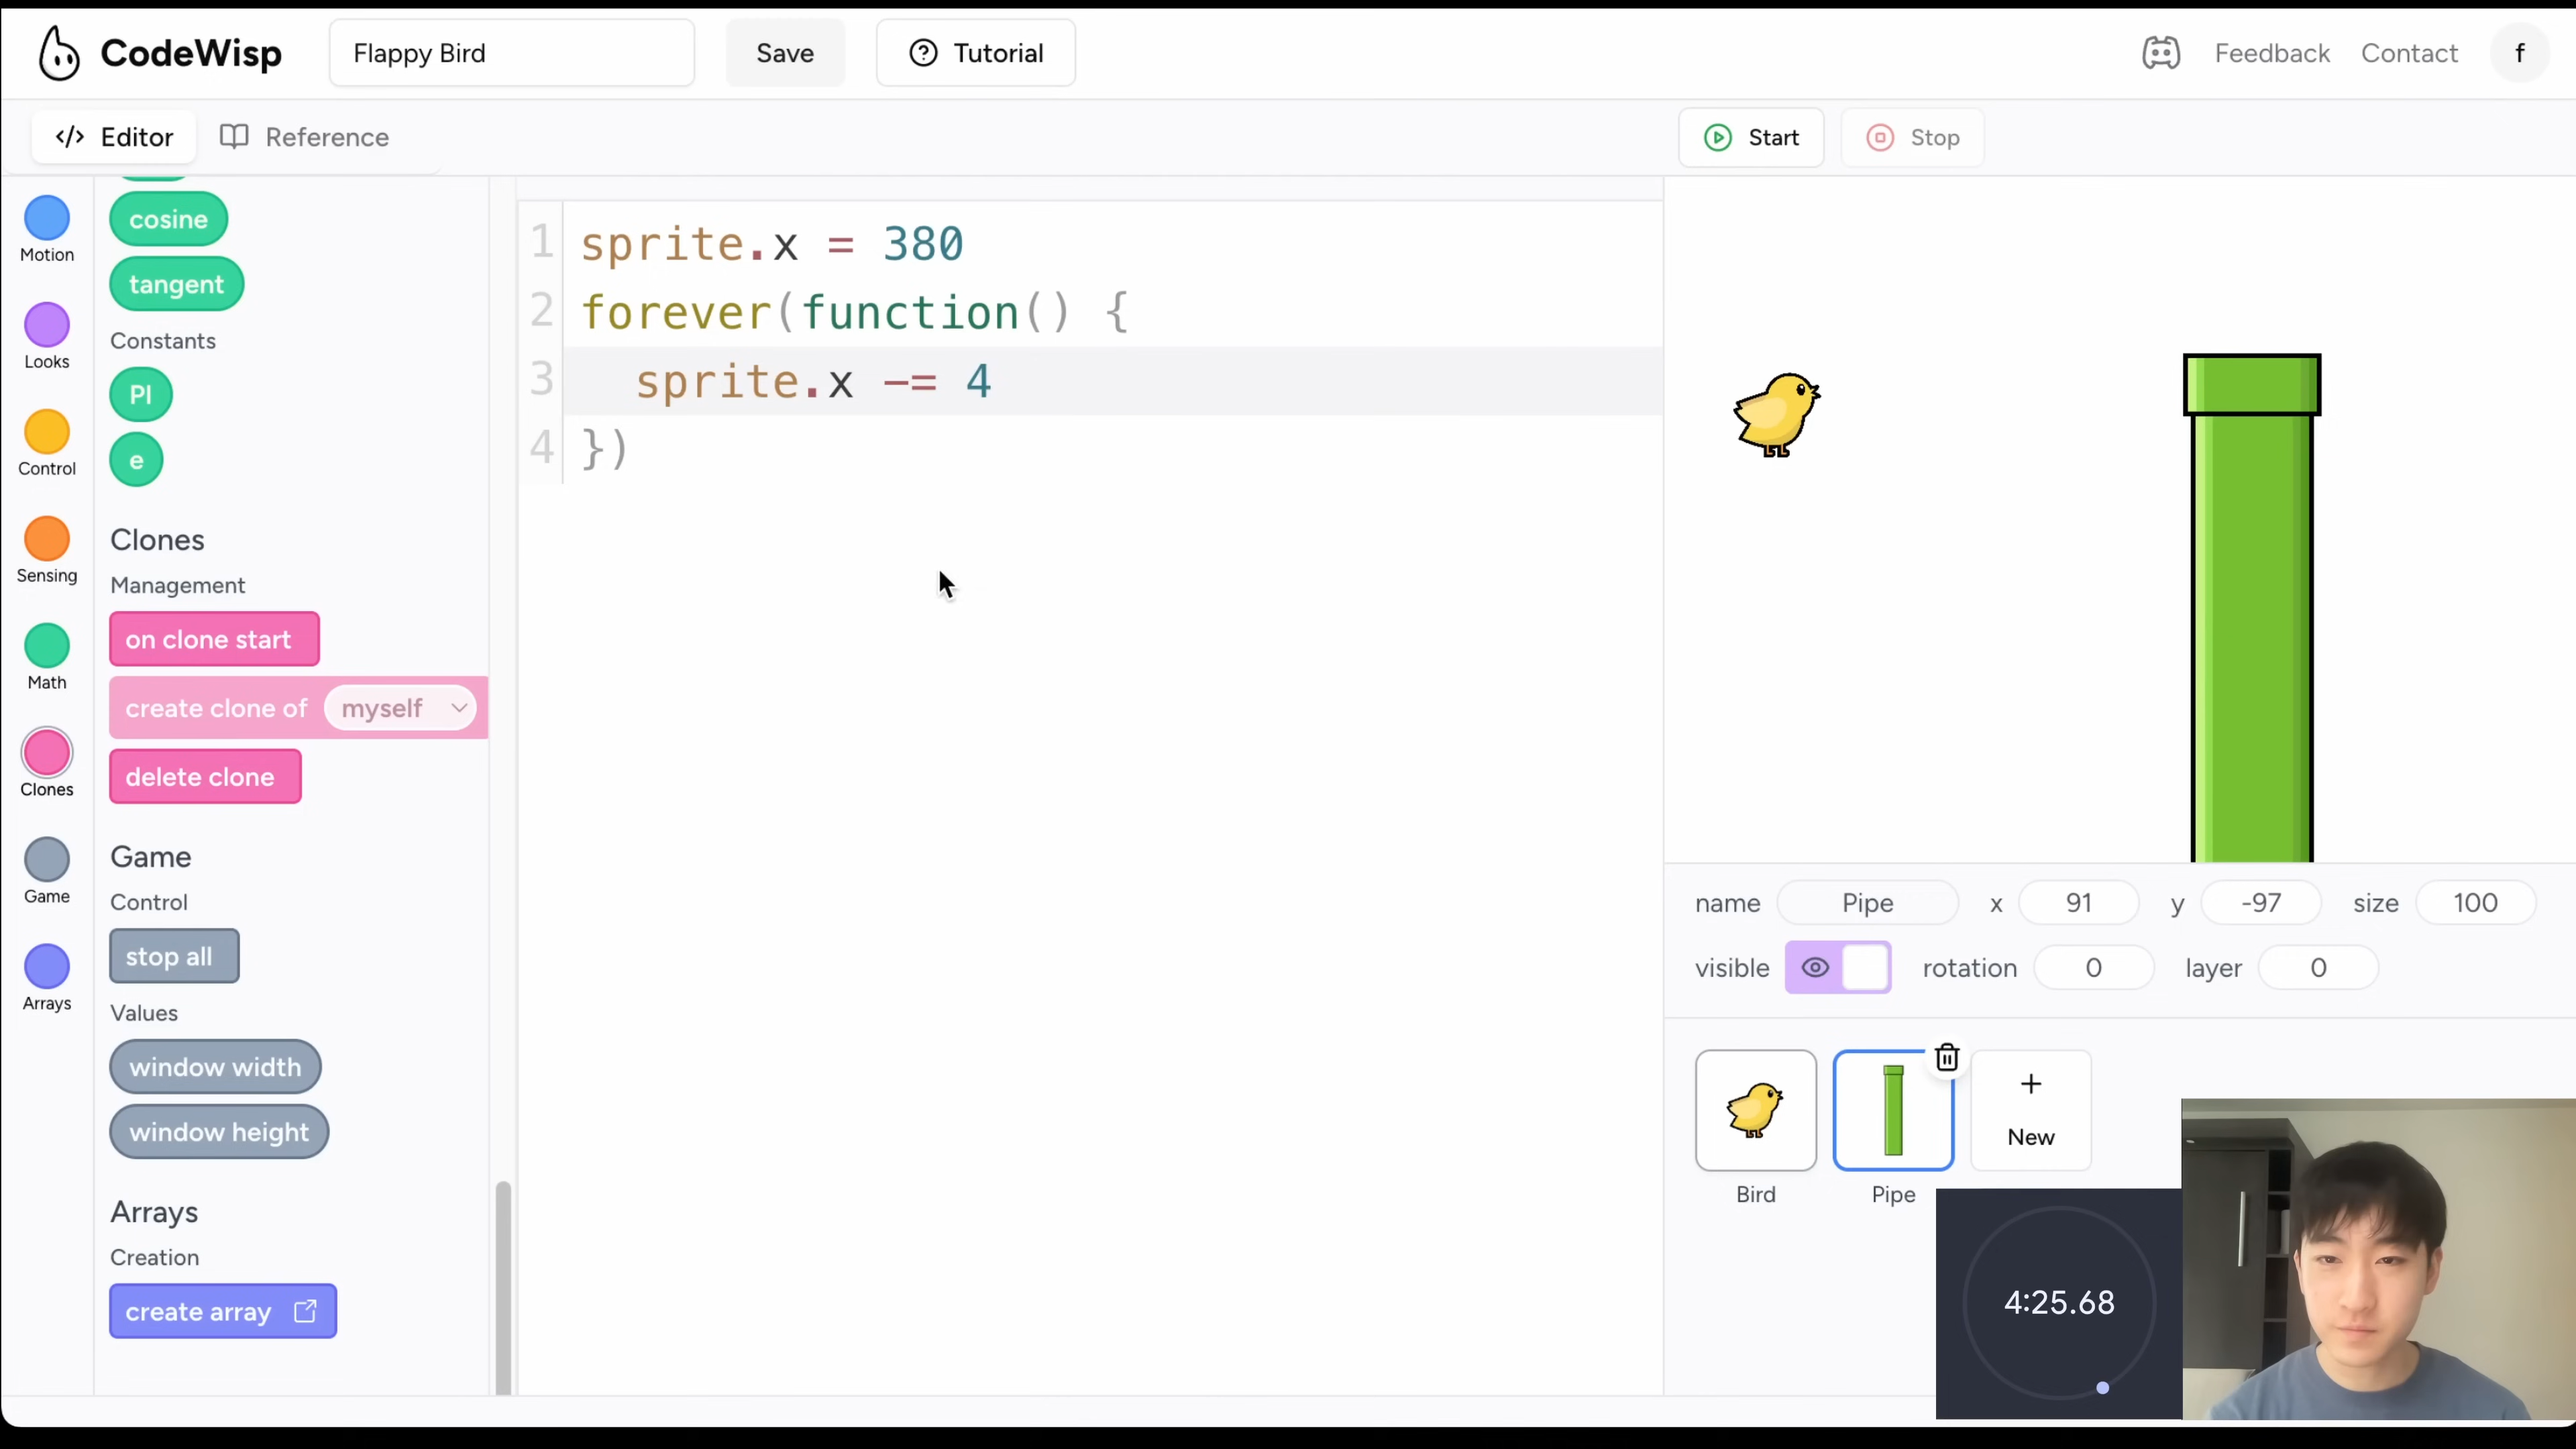 CodeWisp
Flappy Bird
Save
Tutorial
Feedback
Contact
f
Editor
Reference
Start
Stop
Motion
Looks
Control
Sensing
Math
Clones
Game
Arrays
cosine
tangent
Constants
PI
e
Clones
Management
on clone start
create clone of myself
delete clone
Game
Control
stop all
Values
window width
window height
Arrays
Creation
create array
1 sprite.x = 380
2 forever(function() {
3 sprite.x -= 4
4 })
name Pipe x 91 y -97 size 100
visible rotation 0 layer 0
+
New
Bird
Pipe
4:25.68